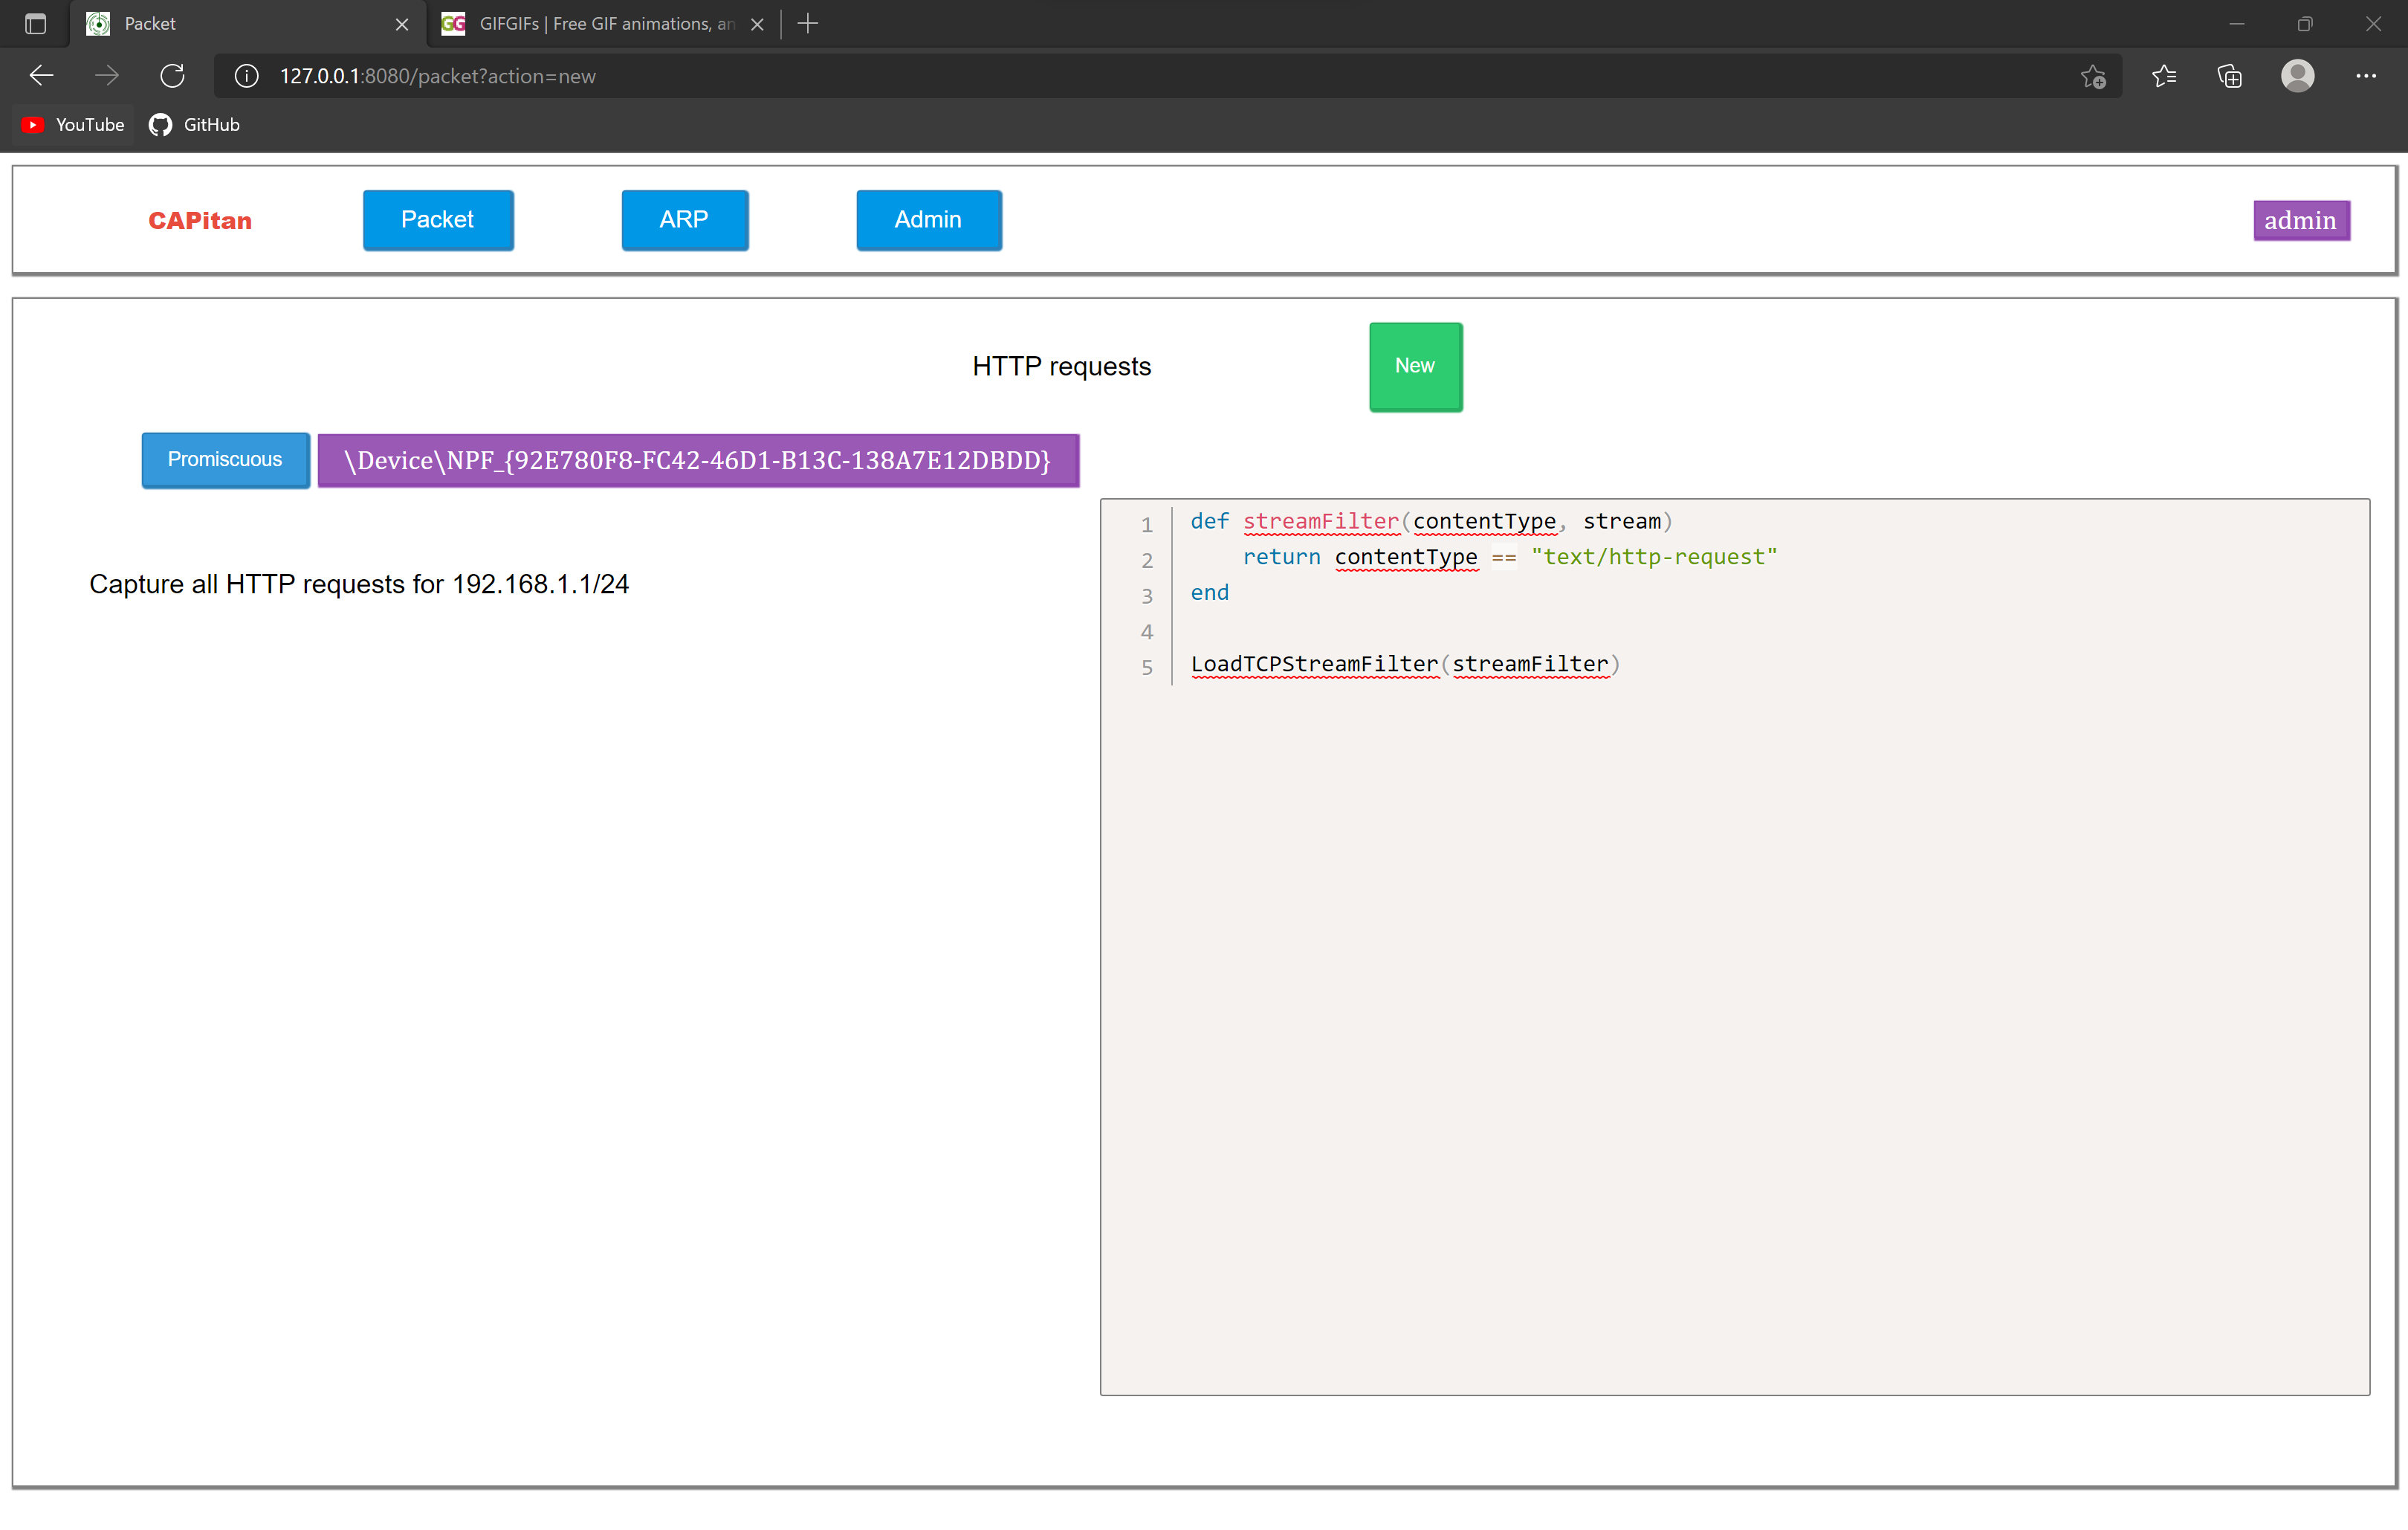 Packet
GIFGIFs | Free GIF animations, an
127.0.0.1:8080/packet?action=new
YouTube
GitHub
CAPitan
Packet
ARP
Admin
admin
HTTP requests
New
Promiscuous
\Device\NPF_{92E780F8-FC42-46D1-B13C-138A7E12DBDD}
Capture all HTTP requests for 192.168.1.1/24
1 def streamFilter(contentType, stream)
2     return contentType == "text/http-request"
3 end
4
5 LoadTCPStreamFilter(streamFilter)